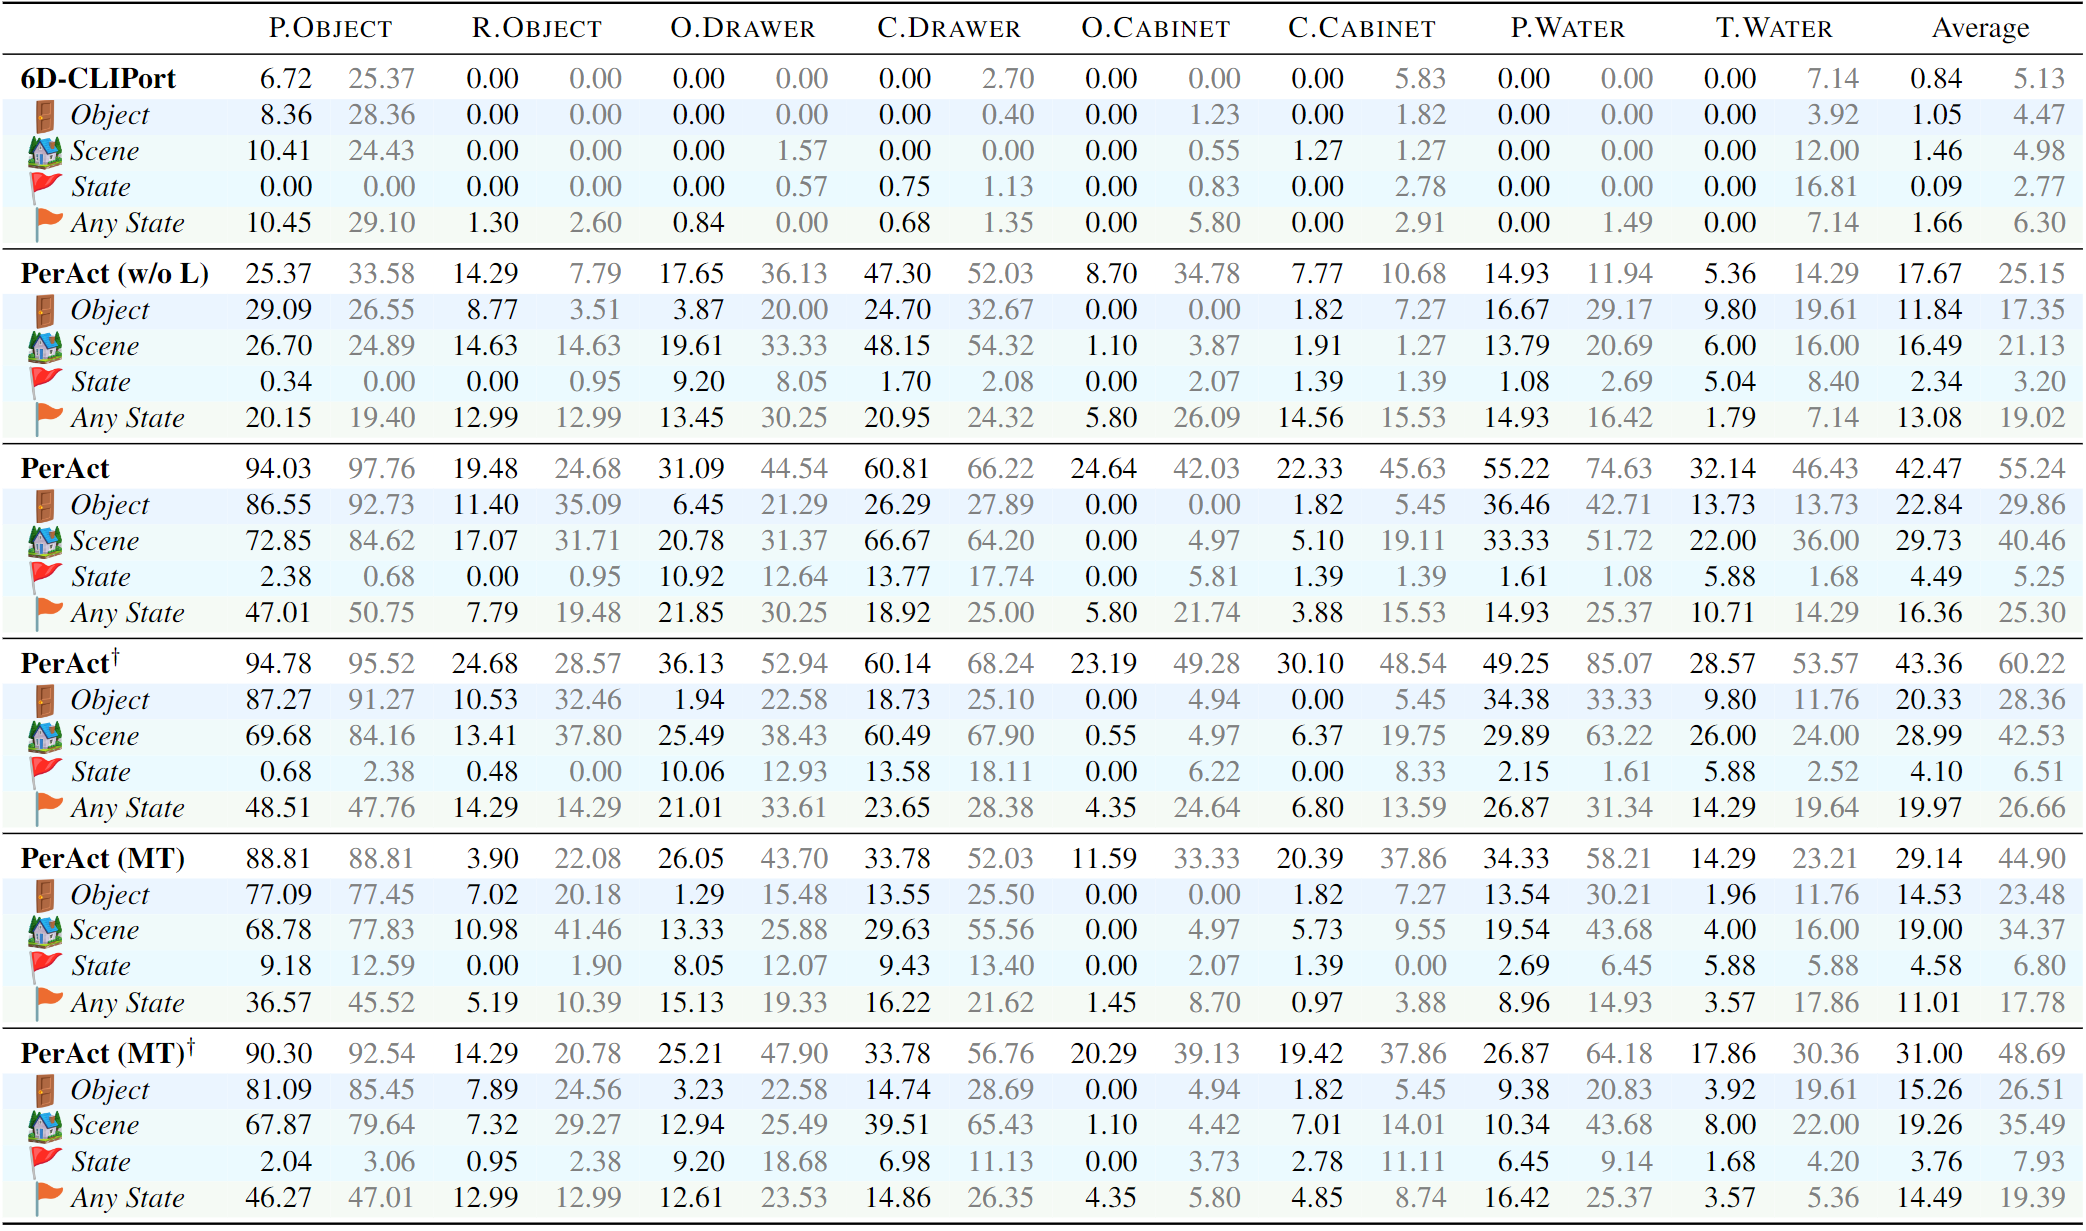 P.OBJECT R.OBJECT O.DRAWER C.DRAWER O.CABINET C.CABINET P.WATER T.WATER Average
6D-CLIPort 6.72 25.37 0.00 0.00 0.00 0.00 0.00 2.70 0.00 0.00 0.00 5.83 0.00 0.00 0.00 7.14 0.84 5.13
Object 8.36 28.36 0.00 0.00 0.00 0.00 0.00 0.40 0.00 1.23 0.00 1.82 0.00 0.00 0.00 3.92 1.05 4.47
Scene 10.41 24.43 0.00 0.00 0.00 1.57 0.00 0.00 0.00 0.55 1.27 1.27 0.00 0.00 0.00 12.00 1.46 4.98
State 0.00 0.00 0.00 0.00 0.00 0.57 0.75 1.13 0.00 0.83 0.00 2.78 0.00 0.00 0.00 16.81 0.09 2.77
Any State 10.45 29.10 1.30 2.60 0.84 0.00 0.68 1.35 0.00 5.80 0.00 2.91 0.00 1.49 0.00 7.14 1.66 6.30
PerAct (w/o L) 25.37 33.58 14.29 7.79 17.65 36.13 47.30 52.03 8.70 34.78 7.77 10.68 14.93 11.94 5.36 14.29 17.67 25.15
Object 29.09 26.55 8.77 3.51 3.87 20.00 24.70 32.67 0.00 0.00 1.82 7.27 16.67 29.17 9.80 19.61 11.84 17.35
Scene 26.70 24.89 14.63 14.63 19.61 33.33 48.15 54.32 1.10 3.87 1.91 1.27 13.79 20.69 6.00 16.00 16.49 21.13
State 0.34 0.00 0.00 0.95 9.20 8.05 1.70 2.08 0.00 2.07 1.39 1.39 1.08 2.69 5.04 8.40 2.34 3.20
Any State 20.15 19.40 12.99 12.99 13.45 30.25 20.95 24.32 5.80 26.09 14.56 15.53 14.93 16.42 1.79 7.14 13.08 19.02
PerAct 94.03 97.76 19.48 24.68 31.09 44.54 60.81 66.22 24.64 42.03 22.33 45.63 55.22 74.63 32.14 46.43 42.47 55.24
Object 86.55 92.73 11.40 35.09 6.45 21.29 26.29 27.89 0.00 0.00 1.82 5.45 36.46 42.71 13.73 13.73 22.84 29.86
Scene 72.85 84.62 17.07 31.71 20.78 31.37 66.67 64.20 0.00 4.97 5.10 19.11 33.33 51.72 22.00 36.00 29.73 40.46
State 2.38 0.68 0.00 0.95 10.92 12.64 13.77 17.74 0.00 5.81 1.39 1.39 1.61 1.08 5.88 1.68 4.49 5.25
Any State 47.01 50.75 7.79 19.48 21.85 30.25 18.92 25.00 5.80 21.74 3.88 15.53 14.93 25.37 10.71 14.29 16.36 25.30
PerAct† 94.78 95.52 24.68 28.57 36.13 52.94 60.14 68.24 23.19 49.28 30.10 48.54 49.25 85.07 28.57 53.57 43.36 60.22
Object 87.27 91.27 10.53 32.46 1.94 22.58 18.73 25.10 0.00 4.94 0.00 5.45 34.38 33.33 9.80 11.76 20.33 28.36
Scene 69.68 84.16 13.41 37.80 25.49 38.43 60.49 67.90 0.55 4.97 6.37 19.75 29.89 63.22 26.00 24.00 28.99 42.53
State 0.68 2.38 0.48 0.00 10.06 12.93 13.58 18.11 0.00 6.22 0.00 8.33 2.15 1.61 5.88 2.52 4.10 6.51
Any State 48.51 47.76 14.29 14.29 21.01 33.61 23.65 28.38 4.35 24.64 6.80 13.59 26.87 31.34 14.29 19.64 19.97 26.66
PerAct (MT) 88.81 88.81 3.90 22.08 26.05 43.70 33.78 52.03 11.59 33.33 20.39 37.86 34.33 58.21 14.29 23.21 29.14 44.90
Object 77.09 77.45 7.02 20.18 1.29 15.48 13.55 25.50 0.00 0.00 1.82 7.27 13.54 30.21 1.96 11.76 14.53 23.48
Scene 68.78 77.83 10.98 41.46 13.33 25.88 29.63 55.56 0.00 4.97 5.73 9.55 19.54 43.68 4.00 16.00 19.00 34.37
State 9.18 12.59 0.00 1.90 8.05 12.07 9.43 13.40 0.00 2.07 1.39 0.00 2.69 6.45 5.88 5.88 4.58 6.80
Any State 36.57 45.52 5.19 10.39 15.13 19.33 16.22 21.62 1.45 8.70 0.97 3.88 8.96 14.93 3.57 17.86 11.01 17.78
PerAct (MT)† 90.30 92.54 14.29 20.78 25.21 47.90 33.78 56.76 20.29 39.13 19.42 37.86 26.87 64.18 17.86 30.36 31.00 48.69
Object 81.09 85.45 7.89 24.56 3.23 22.58 14.74 28.69 0.00 4.94 1.82 5.45 9.38 20.83 3.92 19.61 15.26 26.51
Scene 67.87 79.64 7.32 29.27 12.94 25.49 39.51 65.43 1.10 4.42 7.01 14.01 10.34 43.68 8.00 22.00 19.26 35.49
State 2.04 3.06 0.95 2.38 9.20 18.68 6.98 11.13 0.00 3.73 2.78 11.11 6.45 9.14 1.68 4.20 3.76 7.93
Any State 46.27 47.01 12.99 12.99 12.61 23.53 14.86 26.35 4.35 5.80 4.85 8.74 16.42 25.37 3.57 5.36 14.49 19.39